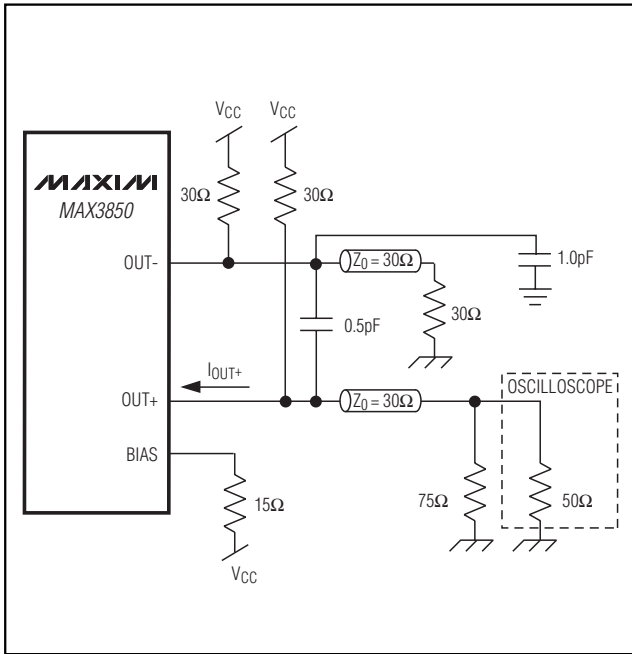 VCC VCC
MAXIM
MAX3850
30Ω 30Ω
OUT- Z0 = 30Ω 1.0pF
0.5pF 30Ω
IOUT+
OUT+ Z0 = 30Ω OSCILLOSCOPE
BIAS
15Ω 75Ω 50Ω
VCC